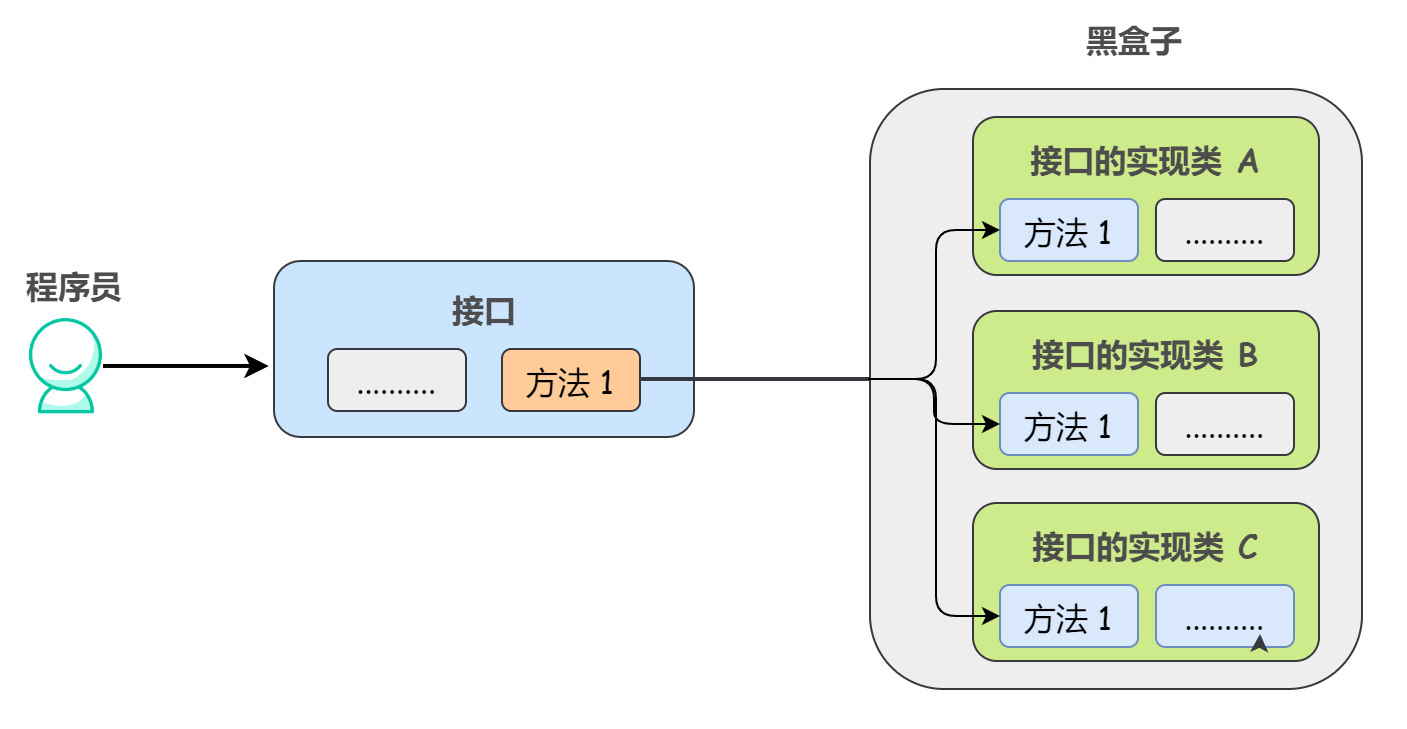 黑盒子
程序员
接口
..........
方法 1
接口的实现类 A
方法 1
..........
接口的实现类 B
方法 1
..........
接口的实现类 C
方法 1
..........